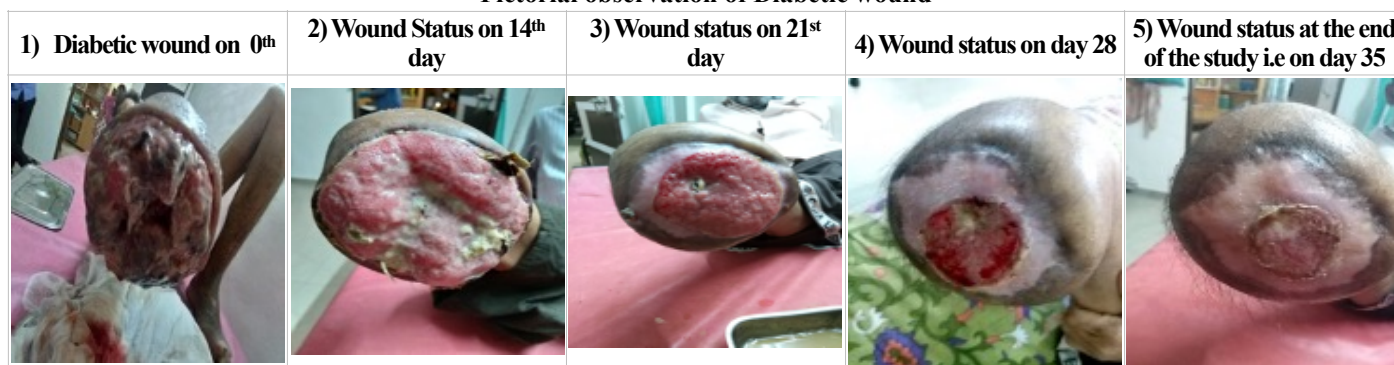 Pictorial observation of Diabetic wound
1) Diabetic wound on 0th
2) Wound Status on 14th
day
3) Wound status on 21st
day
4) Wound status on day 28
5) Wound status at the end
of the study i.e on day 35